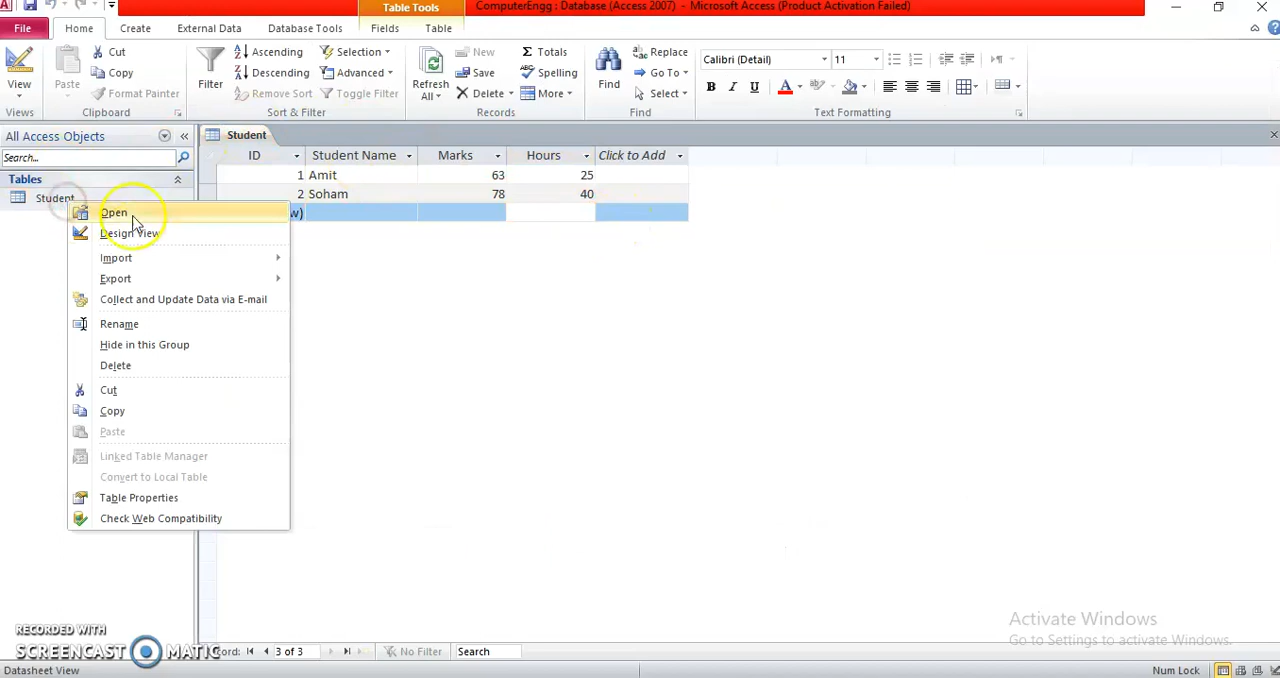 Table Tools
ComputerEngg : Database (Access 2007) - Microsoft Access (Product Activation Failed)
File Home Create External Data Database Tools Fields Table
Cut Ascending Selection New Totals Replace Calibri (Detail) 11
Copy Descending Advanced Save Spelling Go To
View Paste Format Painter Filter Remove Sort Toggle Filter Refresh All Delete More Find Select B I U A
Views Clipboard Sort & Filter Records Find Text Formatting
All Access Objects Student
Search... ID Student Name Marks Hours Click to Add
Tables 1 Amit 63 25
Student 2 Soham 78 40
Open w)
Design View
Import
Export
Collect and Update Data via E-mail
Rename
Hide in this Group
Delete
Cut
Copy
Paste
Linked Table Manager
Convert to Local Table
Table Properties
Check Web Compatibility
Activate Windows
Go to Settings to activate Windows.
RECORDED WITH
SCREENCAST MATIC
cord: 3 of 3 No Filter Search
Datasheet View Num Lock